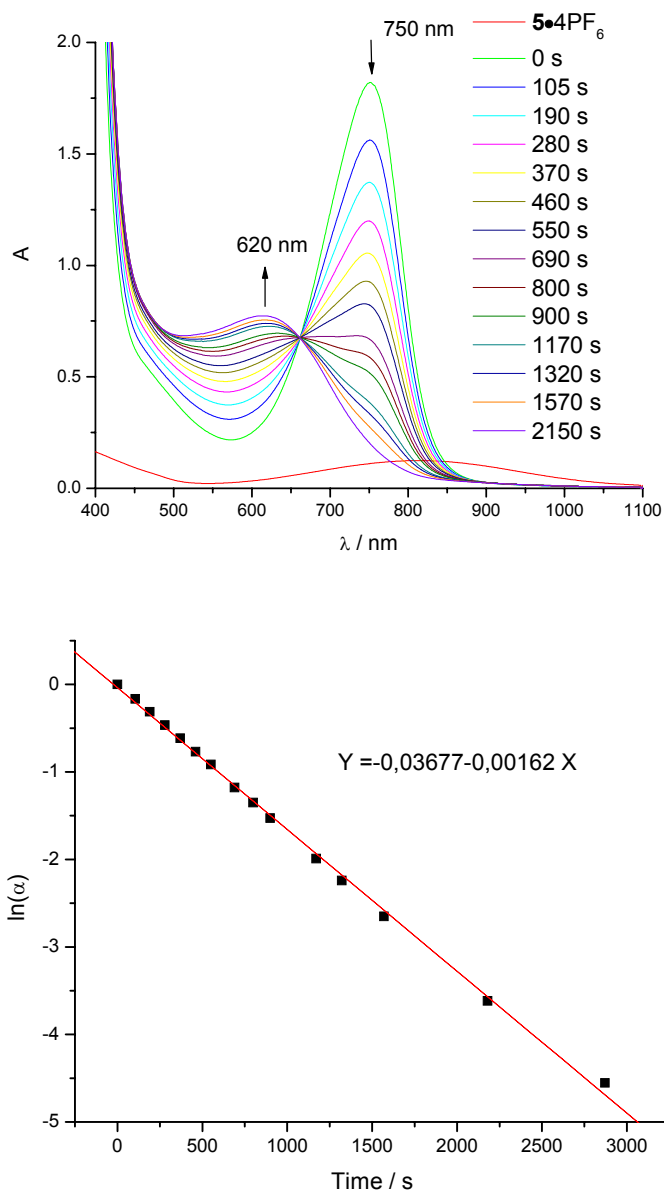 750 nm
620 nm
5•4PF6
0 s
105 s
190 s
280 s
370 s
460 s
550 s
690 s
800 s
900 s
1170 s
1320 s
1570 s
2150 s
A
2.0
1.5
1.0
0.5
0.0
400 500 600 700 800 900 1000 1100
λ / nm
Y =-0,03677-0,00162 X
ln(α)
0
-1
-2
-3
-4
-5
0 500 1000 1500 2000 2500 3000
Time / s